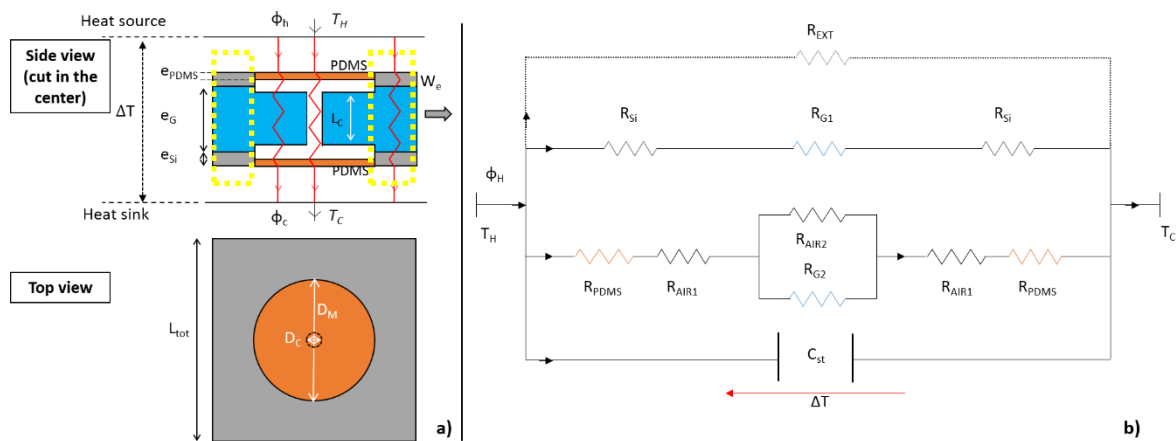 Heat source
Φh
TH
Side view
(cut in the
center)
ePDMS
PDMS
We
ΔT
eG
LC
eSi
PDMS
Heat sink
Φc
TC
Top view
Ltot
DM
DC
a)
REXT
RSi
RG1
RSi
ΦH
TH
TC
RAIR2
RPDMS
RAIR1
RG2
RAIR1
RPDMS
Cst
ΔT
b)